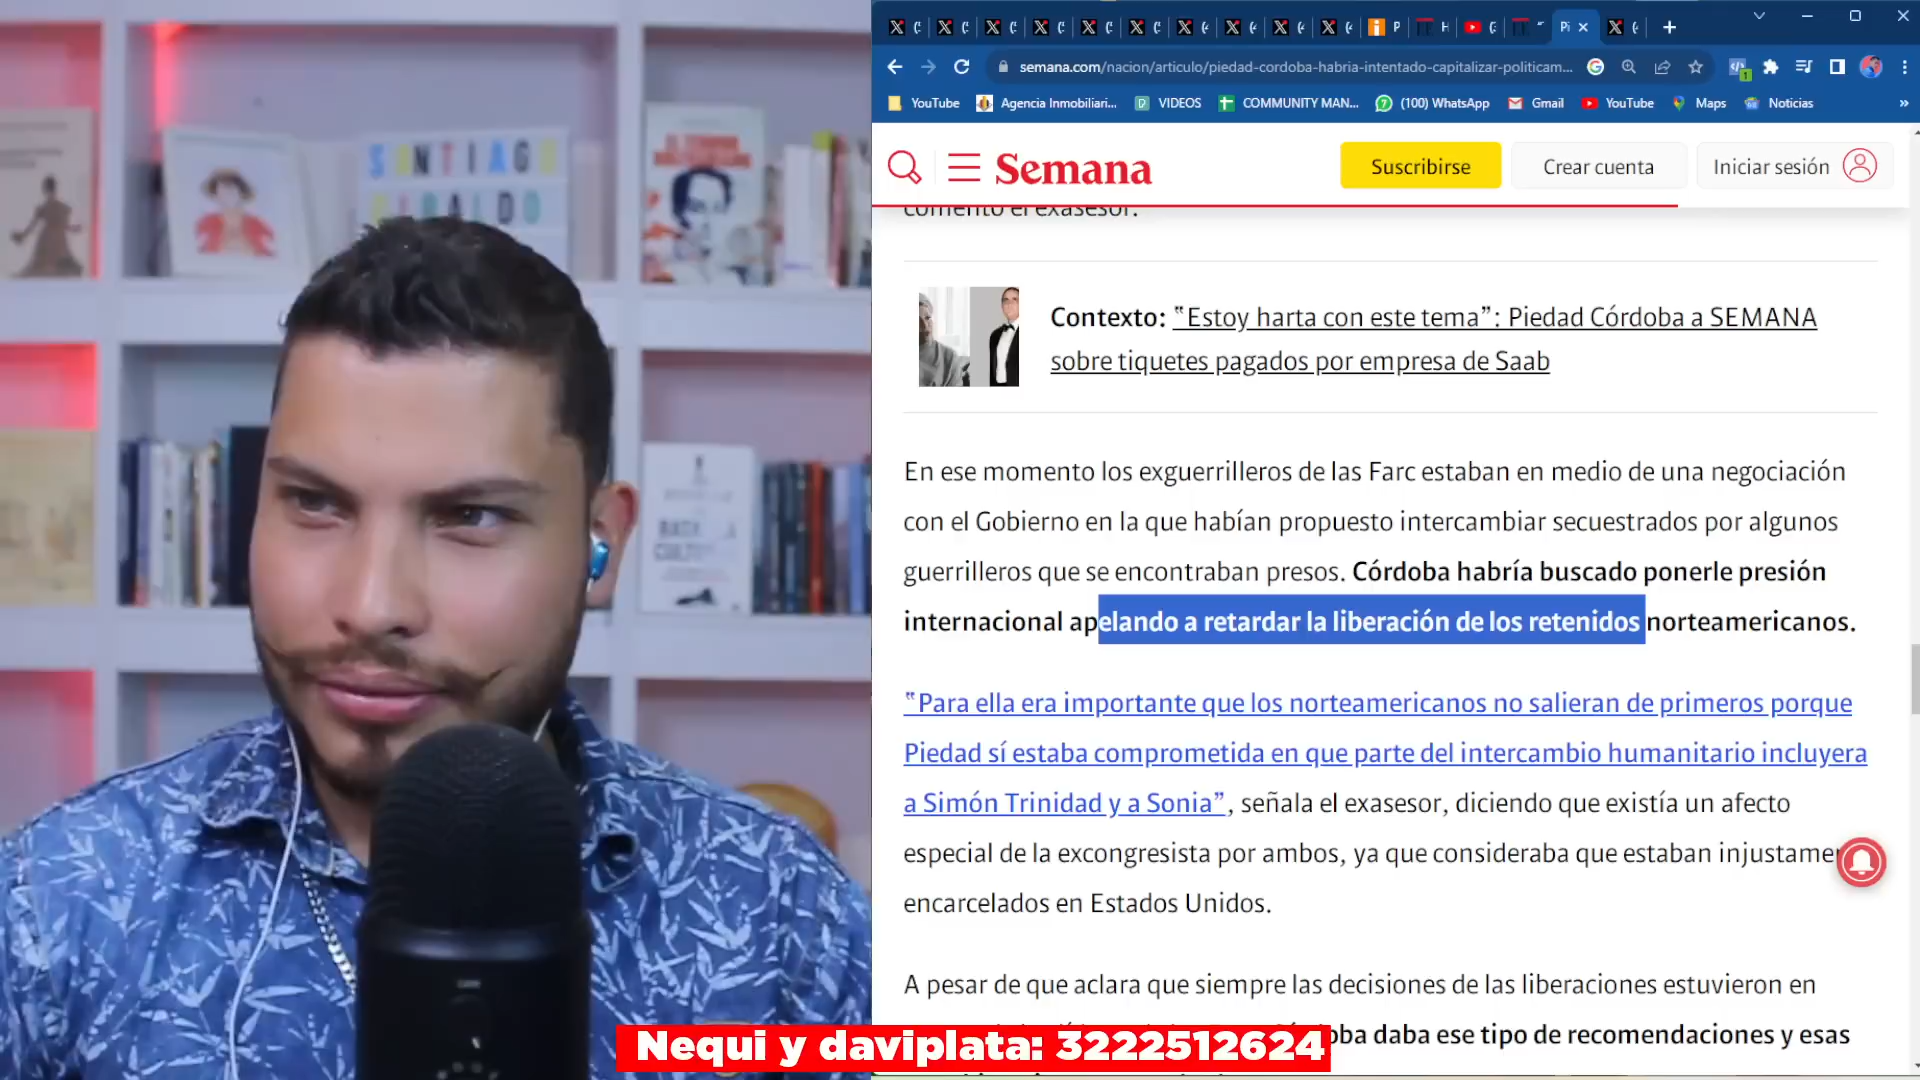 SANTIAGO
GIRALDO
semana.com/nacion/articulo/piedad-cordoba-habria-intentado-capitalizar-politicam...
YouTube
Agencia Inmobiliari...
VIDEOS
COMMUNITY MAN...
(100) WhatsApp
Gmail
YouTube
Maps
Noticias
»
Semana
Suscribirse
Crear cuenta
Iniciar sesión
comentó el exasesor.
Contexto: “Estoy harta con este tema”: Piedad Córdoba a SEMANA
sobre tiquetes pagados por empresa de Saab
En ese momento los exguerrilleros de las Farc estaban en medio de una negociación
con el Gobierno en la que habían propuesto intercambiar secuestrados por algunos
guerrilleros que se encontraban presos. Córdoba habría buscado ponerle presión
internacional apelando a retardar la liberación de los retenidos norteamericanos.
“Para ella era importante que los norteamericanos no salieran de primeros porque
Piedad sí estaba comprometida en que parte del intercambio humanitario incluyera
a Simón Trinidad y a Sonia”, señala el exasesor, diciendo que existía un afecto
especial de la excongresista por ambos, ya que consideraba que estaban injustamen
encarcelados en Estados Unidos.
A pesar de que aclara que siempre las decisiones de las liberaciones estuvieron en
doba daba ese tipo de recomendaciones y esas
Nequi y daviplata: 3222512624